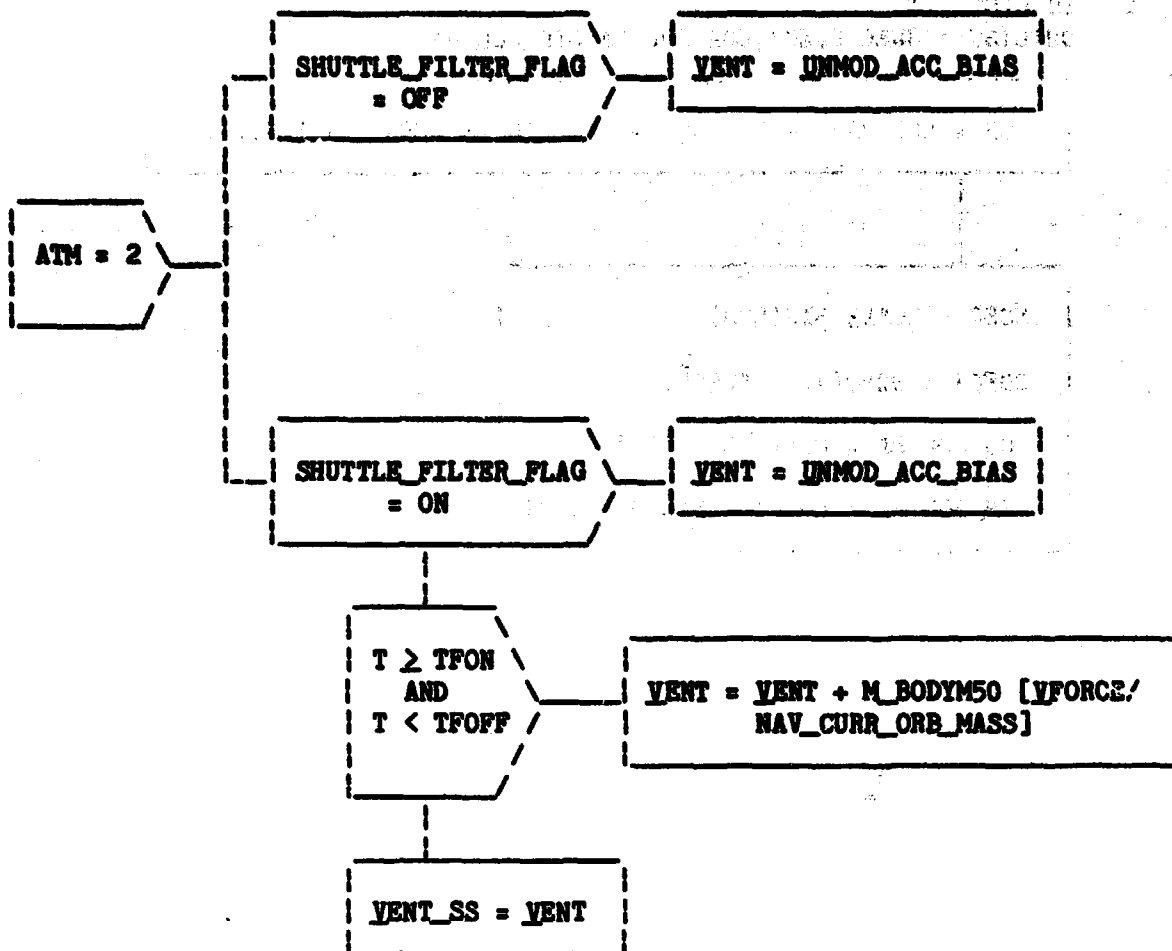 SHUTTLE_FILTER_FLAG
= OFF
VENT = UNMOD_ACC_BIAS
ATM = 2
SHUTTLE_FILTER_FLAG
= ON
VENT = UNMOD_ACC_BIAS
T ≥ TFON
AND
T < TFOFF
VENT = VENT + M_BODYM50 [VFORCE/
NAV_CURR_ORB_MASS]
VENT_SS = VENT